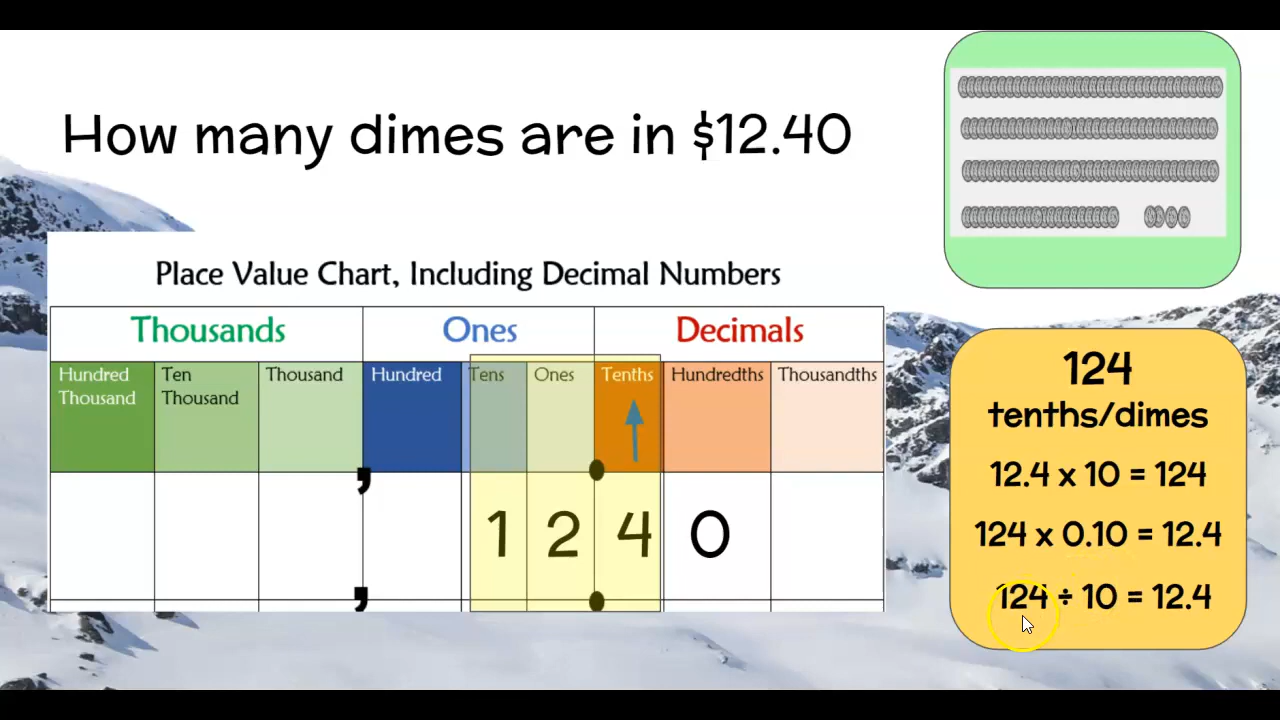 How many dimes are in $12.40
Place Value Chart, Including Decimal Numbers
Thousands Ones Decimals
Hundred Thousand Ten Thousand Thousand Hundred Tens Ones Tenths Hundredths Thousandths
, .
1 2 4 0
, .
124
tenths/dimes
12.4 x 10 = 124
124 x 0.10 = 12.4
124 ÷ 10 = 12.4